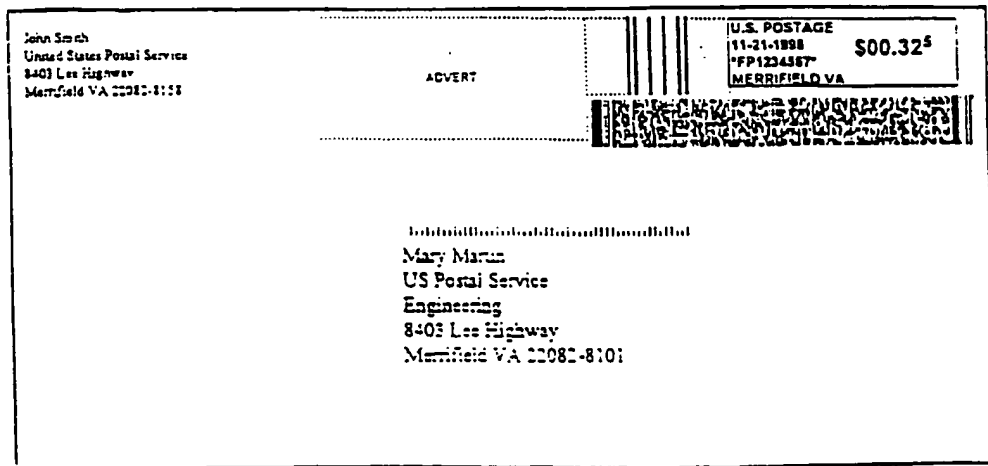 John Smith
United States Postal Service
8403 Lee Highway
Merrifield VA 22082-8158
ADVERT
U.S. POSTAGE
11-21-1998
$00.32⁵
"FP1234567"
MERRIFIELD VA
Mary Martin
US Postal Service
Engineering
8403 Lee Highway
Merrifield VA 22082-8101